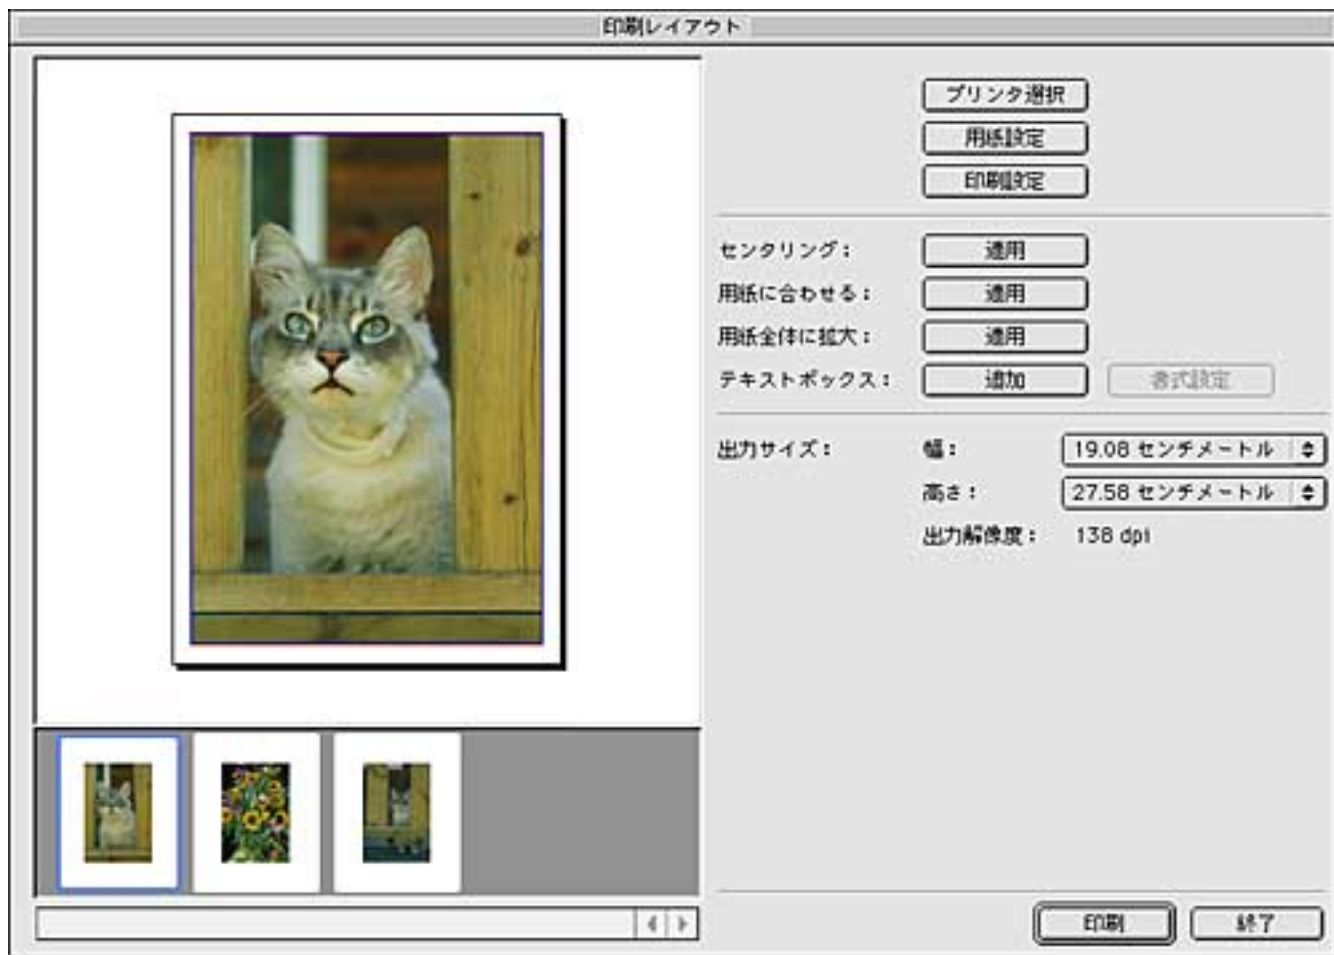 印刷レイアウト
プリンタ選択
用紙設定
印刷設定
センタリング： 適用
用紙に合わせる： 適用
用紙全体に拡大： 適用
テキストボックス： 追加 書式設定
出力サイズ： 幅： 19.08 センチメートル
高さ： 27.58 センチメートル
出力解像度： 138 dpi
印刷 終了